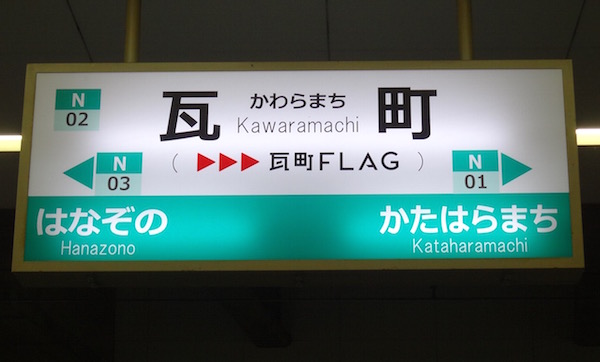 N
02
瓦町
かわらまち
Kawaramachi
( ▶▶▶ 瓦町FLAG )
N
03
N
01
はなぞの
Hanazono
かたはらまち
Kataharamachi